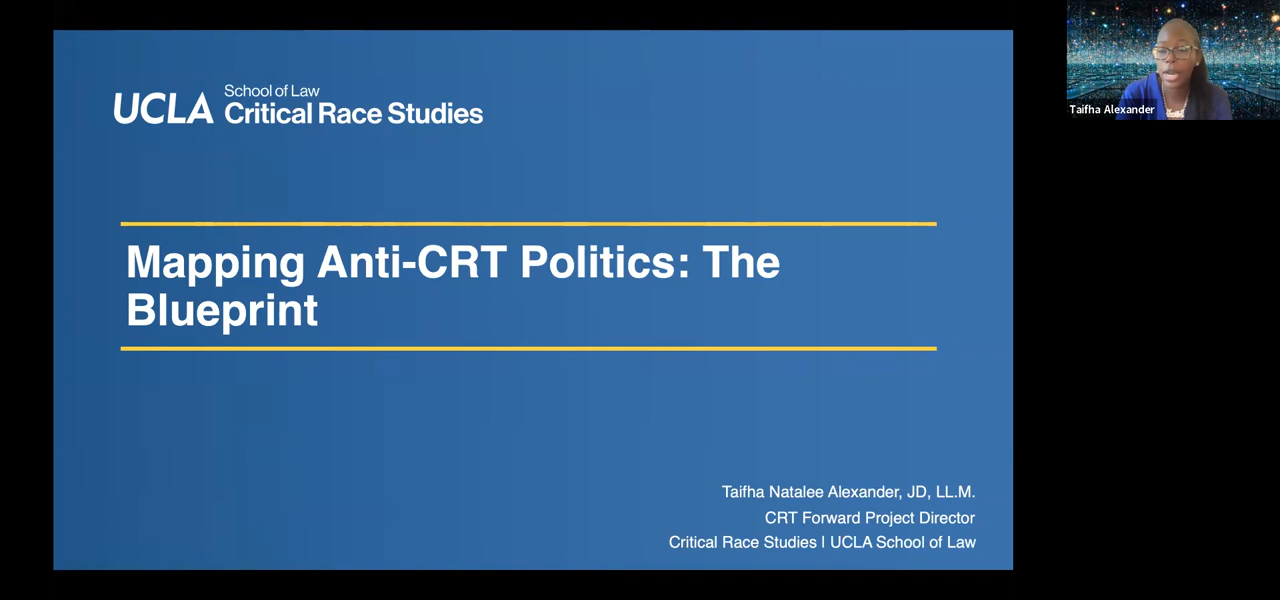 UCLA School of Law
Critical Race Studies
Mapping Anti-CRT Politics: The
Blueprint
Taifha Natalee Alexander, JD, LL.M.
CRT Forward Project Director
Critical Race Studies | UCLA School of Law
Taifha Alexander